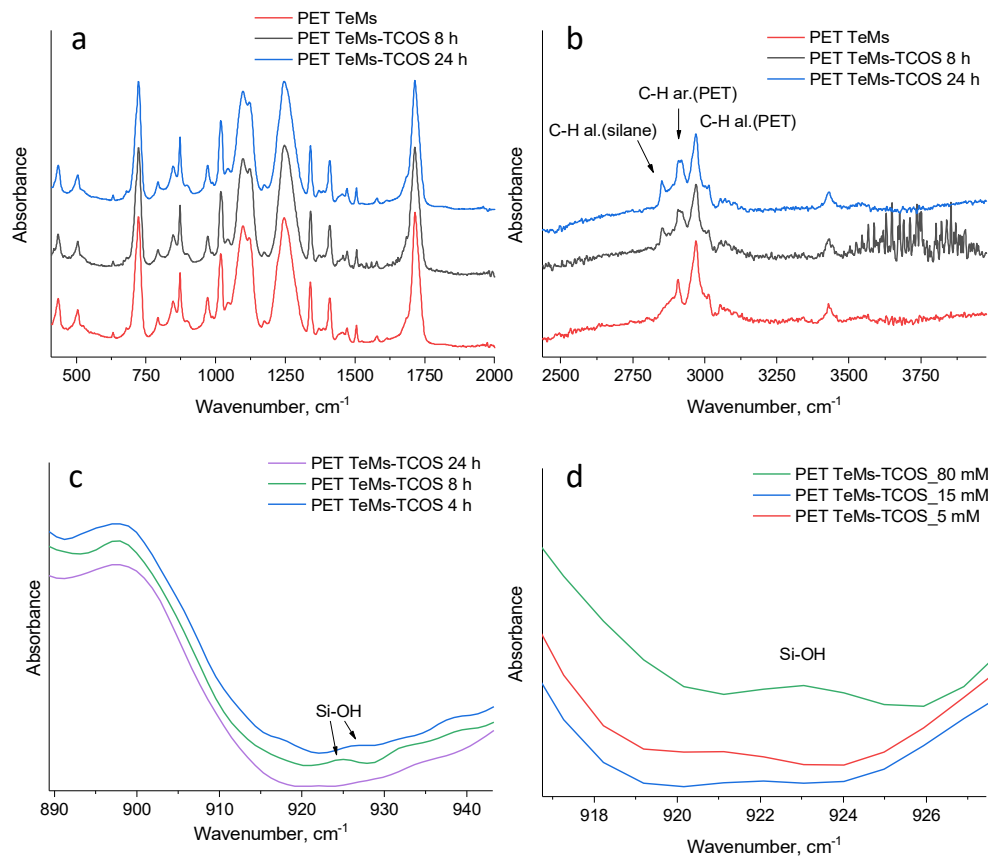 a
PET TeMs
PET TeMs-TCOS 8 h
PET TeMs-TCOS 24 h
Absorbance
500 750 1000 1250 1500 1750 2000
Wavenumber, cm⁻¹
b
PET TeMs
PET TeMs-TCOS 8 h
PET TeMs-TCOS 24 h
C-H ar.(PET)
C-H al.(silane)
C-H al.(PET)
Absorbance
2500 2750 3000 3250 3500 3750
Wavenumber, cm⁻¹
c
PET TeMs-TCOS 24 h
PET TeMs-TCOS 8 h
PET TeMs-TCOS 4 h
Si-OH
Absorbance
890 900 910 920 930 940
Wavenumber, cm⁻¹
d
PET TeMs-TCOS_80 mM
PET TeMs-TCOS_15 mM
PET TeMs-TCOS_5 mM
Si-OH
Absorbance
918 920 922 924 926
Wavenumber, cm⁻¹